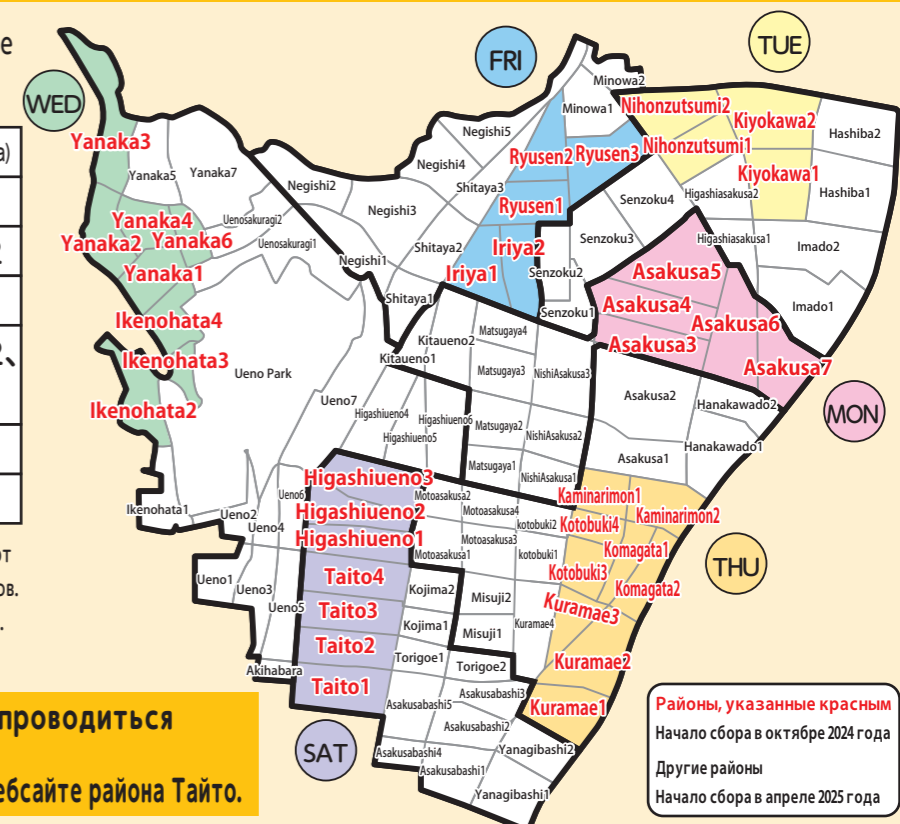 е
а)
от
ов.
.
проводиться
ебсайте района Тайто.
WED
FRI
TUE
MON
THU
SAT
Minowa2
Minowa1
Nihonzutsumi2
Kiyokawa2
Hashiba2
Negishi5
Yanaka3
Ryusen2
Ryusen3
Nihonzutsumi1
Negishi4
Yanaka5
Yanaka7
Kiyokawa1
Negishi2
Shitaya3
Hashiba1
Higashiasakusa2
Senzoku4
Ryusen1
Negishi3
Yanaka4
Uenosakuragi2
Yanaka2
Yanaka6
Uenosakuragi1
Senzoku3
Higashiasakusa1
Imado2
Shitaya2
Iriya2
Negishi1
Yanaka1
Iriya1
Senzoku2
Asakusa5
Shitaya1
Asakusa4
Imado1
Senzoku1
Ikenohata4
Asakusa6
Matsugaya4
Kitaueno2
Asakusa3
Kitaueno1
Ikenohata3
Ueno Park
Matsugaya3
NishiAsakusa3
Asakusa7
Asakusa2
Ueno7
Hanakawado2
Ikenohata2
Higashiueno4
Higashiueno6
Matsugaya2
NishiAsakusa2
Higashiueno5
Hanakawado1
Asakusa1
Matsugaya1
NishiAsakusa1
Higashiueno3
Ueno6
Motoasakusa2
Kaminarimon1
Ikenohata1
Ueno2
Higashiueno2
Motoasakusa4
Kaminarimon2
Ueno4
kotobuki2
Kotobuki4
Higashiueno1
Motoasakusa3
Komagata1
Motoasakusa1
kotobuki1
Kotobuki3
Ueno1
Taito4
Ueno3
Kojima2
Komagata2
Misuji2
Ueno5
Taito3
Kuramae3
Kojima1
Kuramae4
Misuji1
Taito2
Torigoe1
Kuramae2
Akihabara
Torigoe2
Taito1
Asakusabashi3
Asakusabashi5
Kuramae1
Asakusabashi2
Asakusabashi4
Yanagibashi2
Asakusabashi1
Yanagibashi1
Районы, указанные красным
Начало сбора в октябре 2024 года
Другие районы
Начало сбора в апреле 2025 года